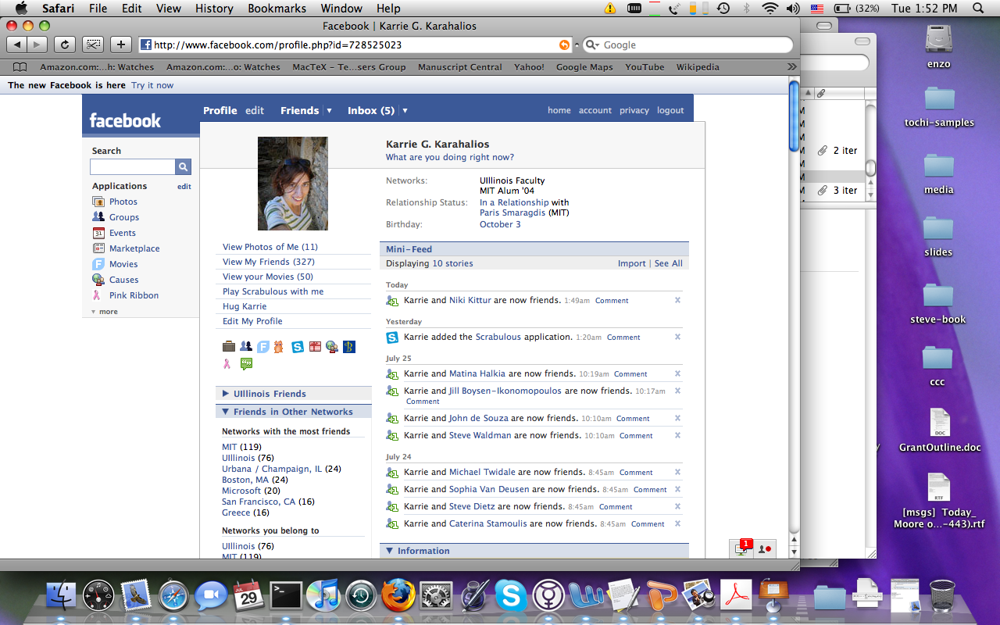 Safari File Edit View History Bookmarks Window Help (32%) Tue 1:52 PM
Facebook | Karrie G. Karahalios
http://www.facebook.com/profile.php?id=728525023 Google
Amazon.com:...h: Watches Amazon.com:...o: Watches MacTeX – Te...sers Group Manuscript Central Yahoo! Google Maps YouTube Wikipedia
The new Facebook is here Try it now
facebook
Profile edit Friends Inbox (5) home account privacy logout
Search
Applications edit
Photos
Groups
31 Events
Marketplace
Movies
Causes
Pink Ribbon
more
Karrie G. Karahalios
What are you doing right now?
Networks: UIllinois Faculty
MIT Alum '04
Relationship Status: In a Relationship with
Paris Smaragdis (MIT)
Birthday: October 3
View Photos of Me (11)
View My Friends (327)
View your Movies (50)
Play Scrabulous with me
Hug Karrie
Edit My Profile
UIllinois Friends
Friends in Other Networks
Networks with the most friends
MIT (119)
UIllinois (76)
Urbana / Champaign, IL (24)
Boston, MA (24)
Microsoft (20)
San Francisco, CA (16)
Greece (16)
Networks you belong to
UIllinois (76)
MIT (119)
Mini-Feed
Displaying 10 stories Import | See All
Today
Karrie and Niki Kittur are now friends. 1:49am Comment
Yesterday
Karrie added the Scrabulous application. 1:20am Comment
July 25
Karrie and Matina Halkia are now friends. 10:19am Comment
Karrie and Jill Boysen-Ikonomopoulos are now friends. 10:17am
Comment
Karrie and John de Souza are now friends. 10:10am Comment
Karrie and Steve Waldman are now friends. 10:10am Comment
July 24
Karrie and Michael Twidale are now friends. 8:45am Comment
Karrie and Sophia Van Deusen are now friends. 8:45am Comment
Karrie and Steve Dietz are now friends. 8:45am Comment
Karrie and Caterina Stamoulis are now friends. 8:45am Comment
Information
1
2 iter
3 iter
enzo
tochi-samples
media
slides
steve-book
ccc
DOC
GrantOutline.doc
RTF
[msgs] Today_
Moore o...-443).rtf
JUL
29